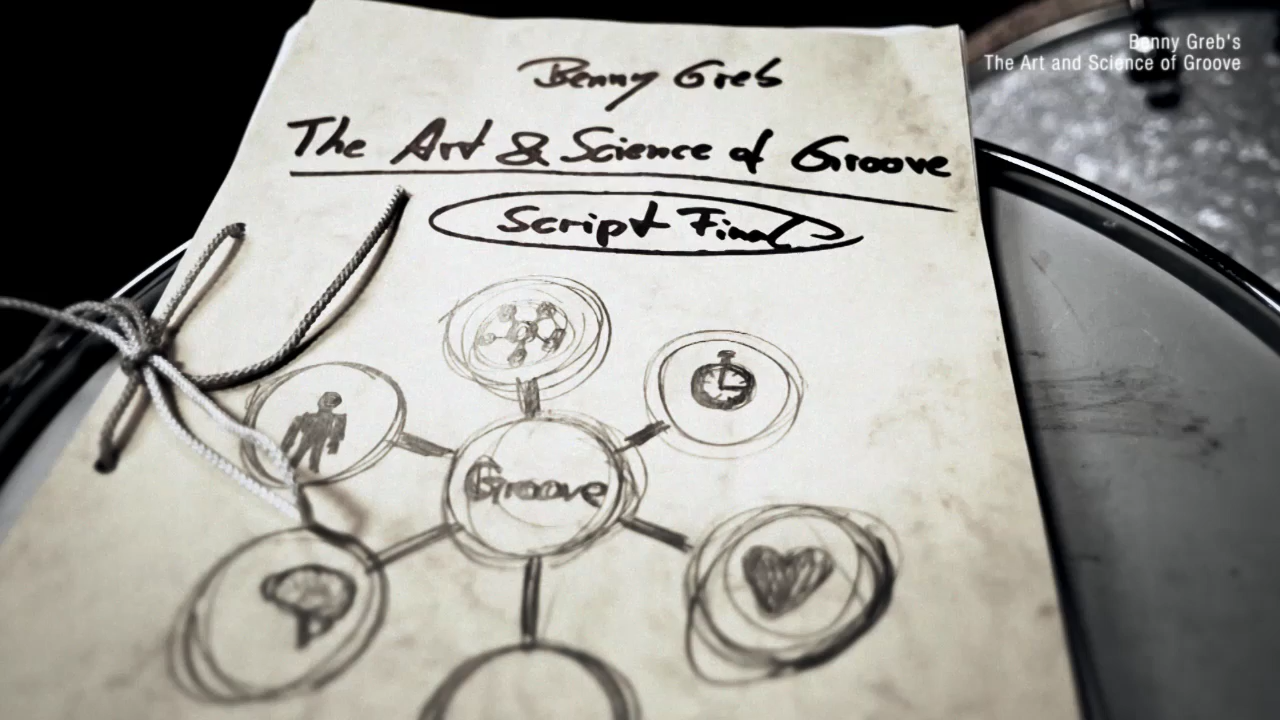 Benny Greb's
The Art and Science of Groove
Benny Greb
The Art & Science of Groove
Script Final
Groove